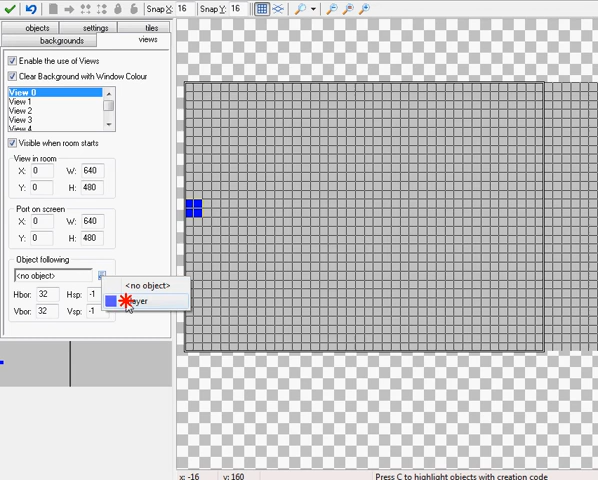 Snap X: 16 Snap Y: 16
objects settings tiles
backgrounds views
Enable the use of Views
Clear Background with Window Colour
View 0
View 1
View 2
View 3
View 4
Visible when room starts
View in room
X: 0 W: 640
Y: 0 H: 480
Port on screen
X: 0 W: 640
Y: 0 H: 480
Object following
<no object>
<no object>
Hbor: 32 Hsp: -1
Vbor: 32 Vsp: -1
x: -16 y: 160 Press C to highlight objects with creation code